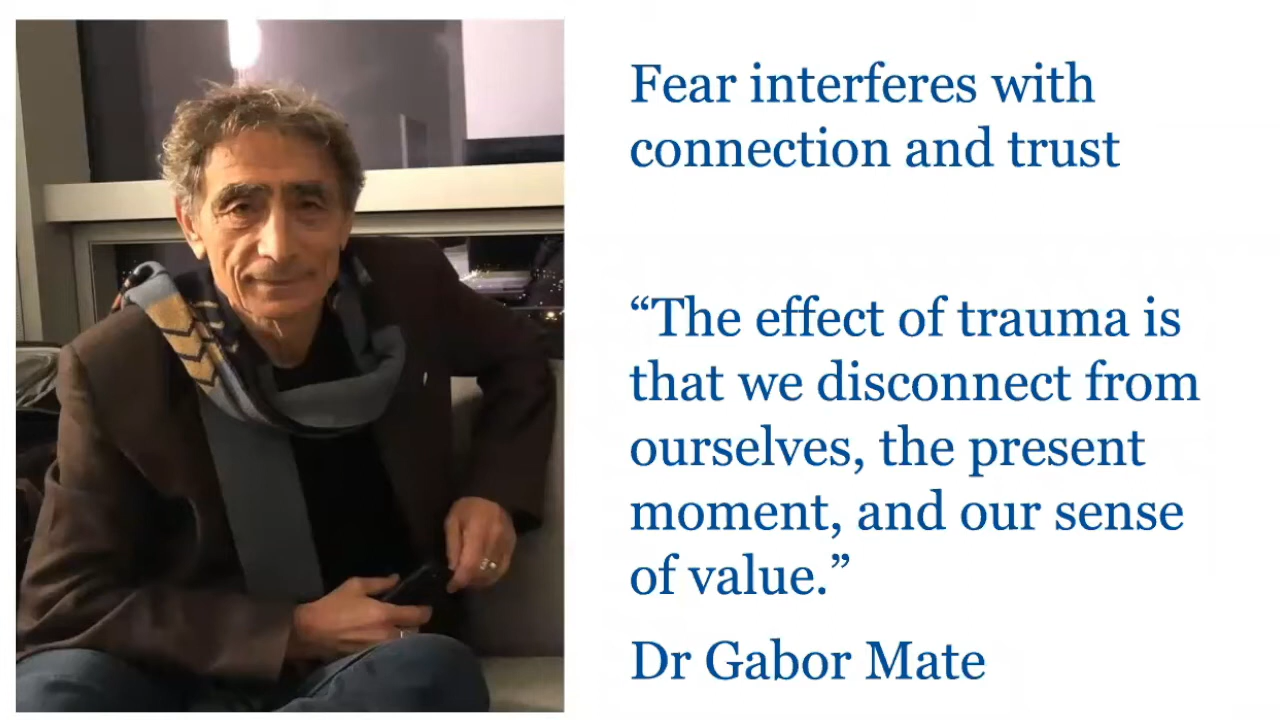 Fear interferes with
connection and trust
“The effect of trauma is
that we disconnect from
ourselves, the present
moment, and our sense
of value.”
Dr Gabor Mate